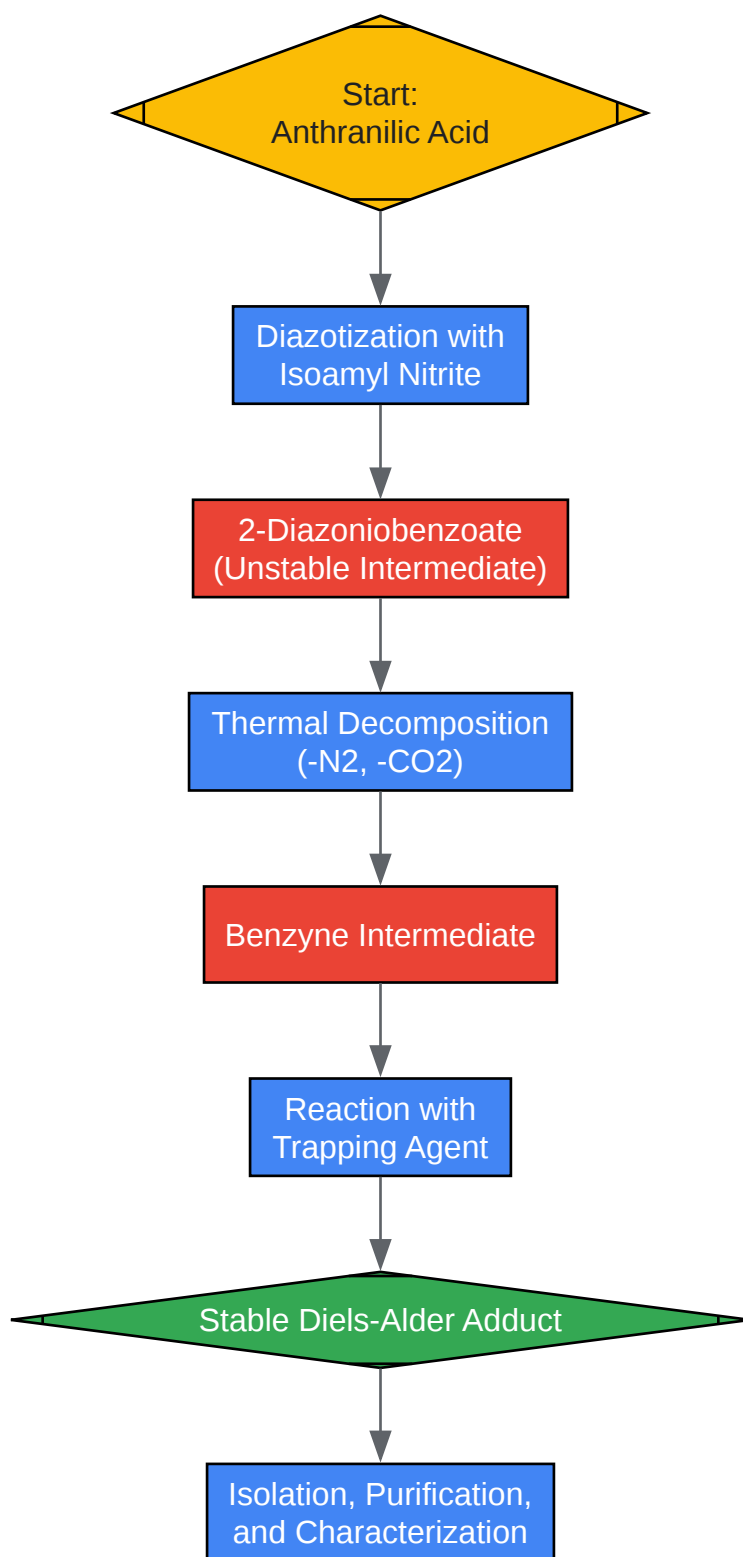 Start:
Anthranilic Acid
Diazotization with
Isoamyl Nitrite
2-Diazoniobenzoate
(Unstable Intermediate)
Thermal Decomposition
(-N2, -CO2)
Benzyne Intermediate
Reaction with
Trapping Agent
Stable Diels-Alder Adduct
Isolation, Purification,
and Characterization